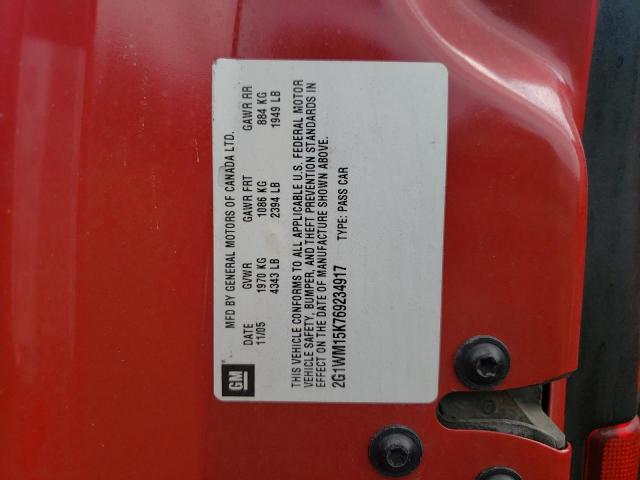 GM
MFD BY GENERAL MOTORS OF CANADA LTD.
DATE GVWR GAWR FRT GAWR RR
11/05 1970 KG 1086 KG 884 KG
4343 LB 2394 LB 1949 LB
THIS VEHICLE CONFORMS TO ALL APPLICABLE U.S. FEDERAL MOTOR
VEHICLE SAFETY, BUMPER, AND THEFT PREVENTION STANDARDS IN
EFFECT ON THE DATE OF MANUFACTURE SHOWN ABOVE.
2G1WM15K769234917 TYPE: PASS CAR